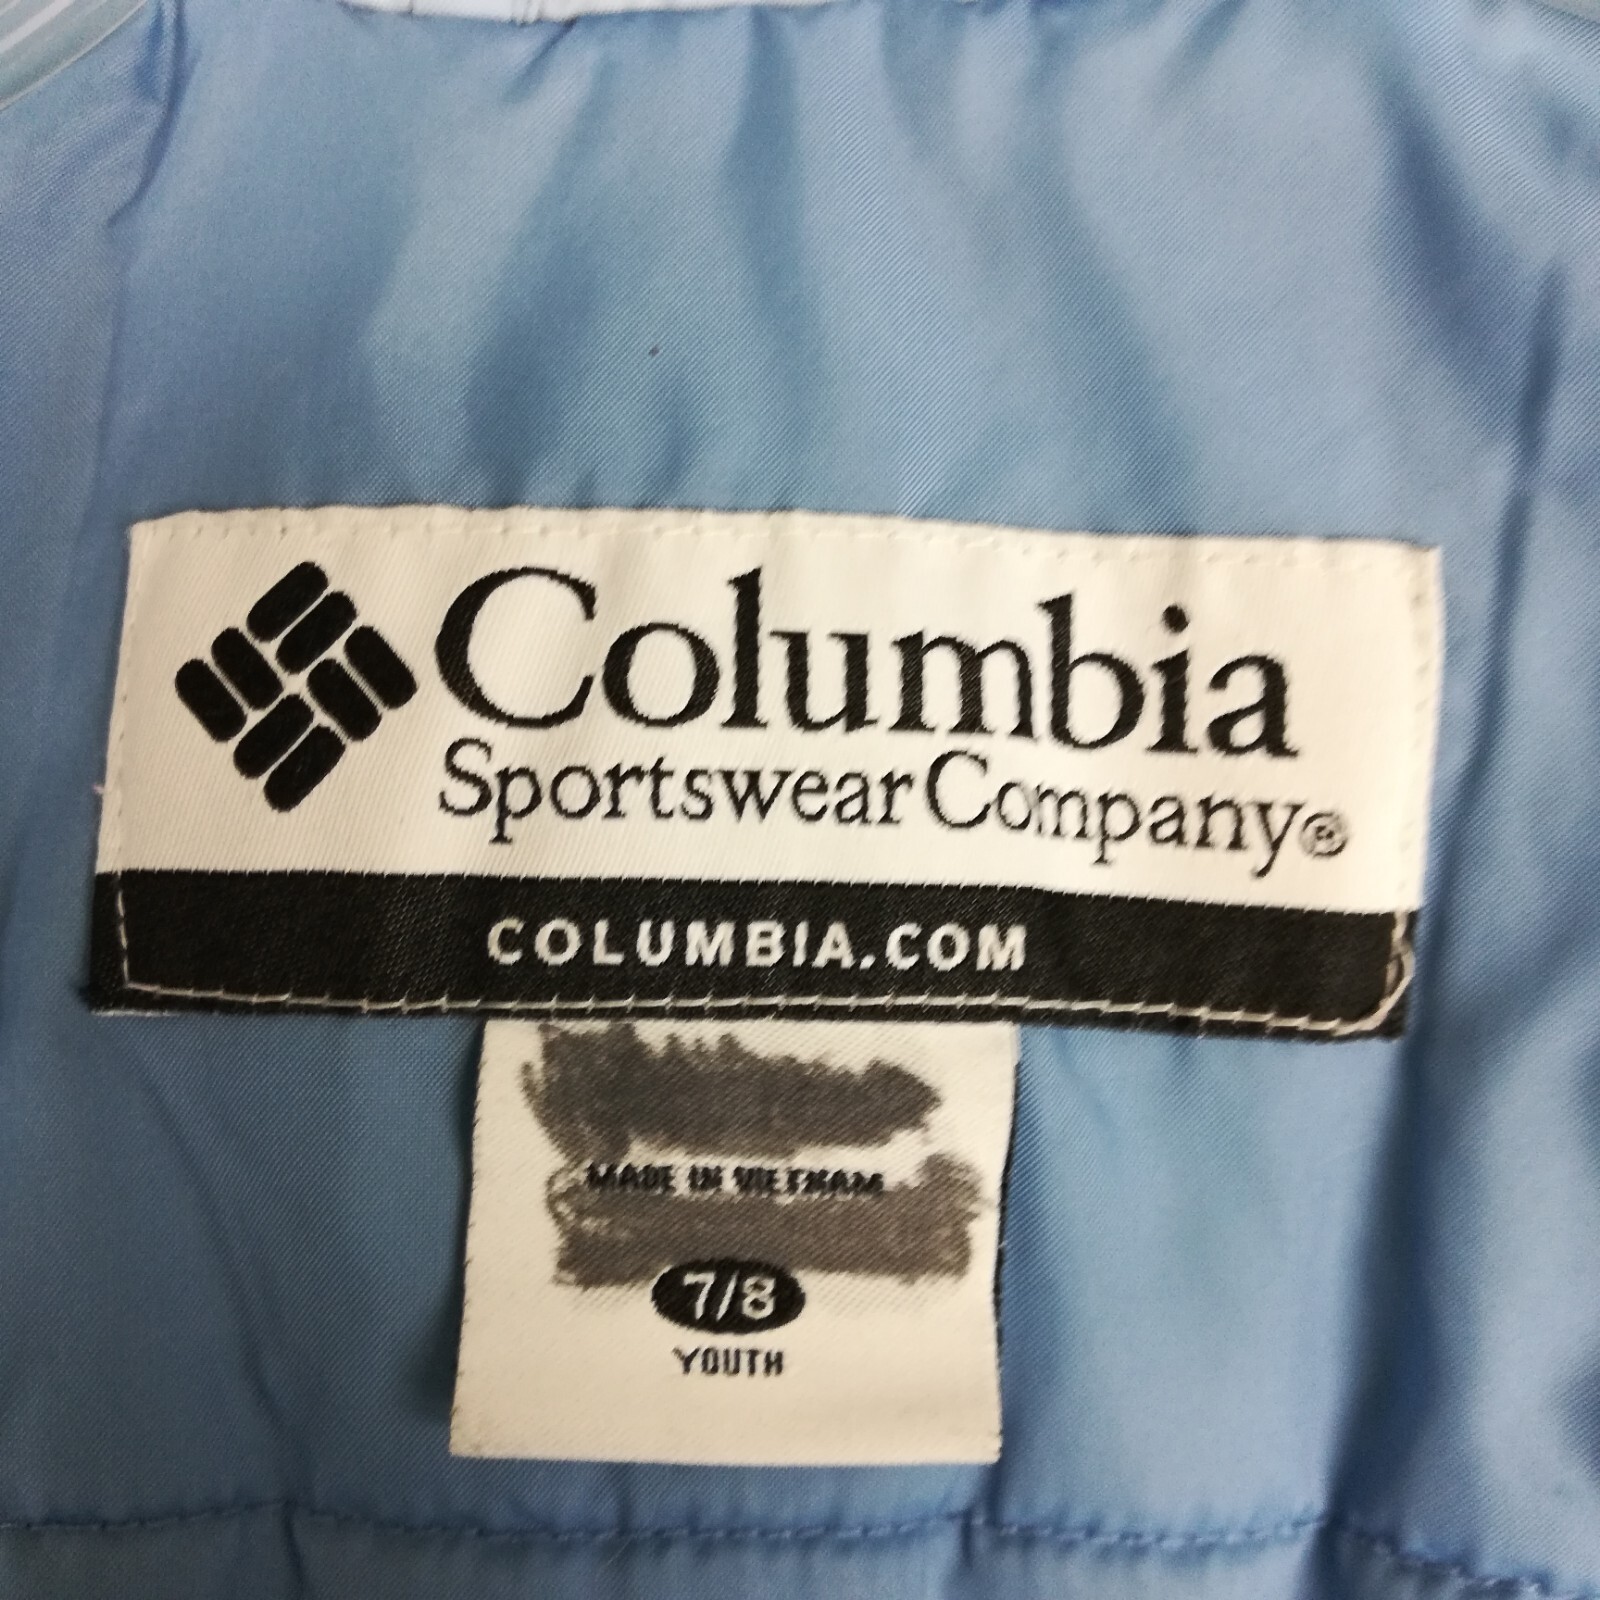 Columbia
Sportswear Company®
COLUMBIA.COM
MADE IN VIETNAM
7/8
YOUTH